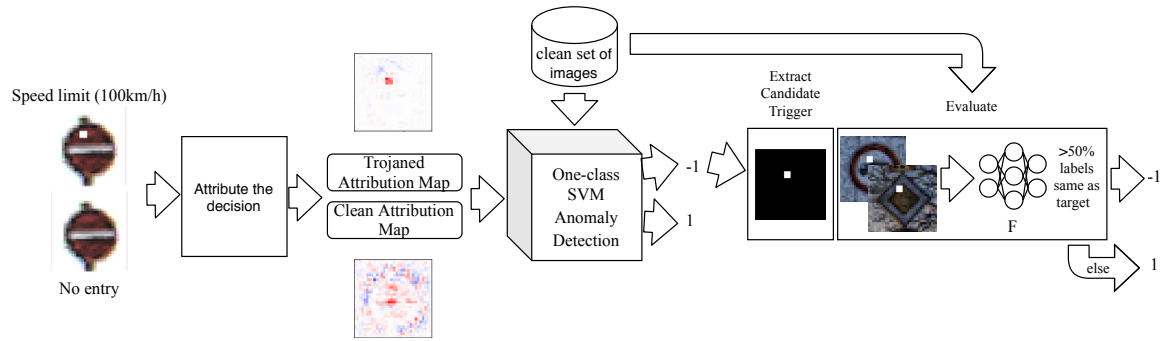 Speed limit (100km/h)
No entry
Attribute the
decision
Trojaned
Attribution Map
Clean Attribution
Map
clean set of
images
One-class
SVM
Anomaly
Detection
-1
1
Extract
Candidate
Trigger
Evaluate
F
>50%
labels
same as
target
-1
else
1